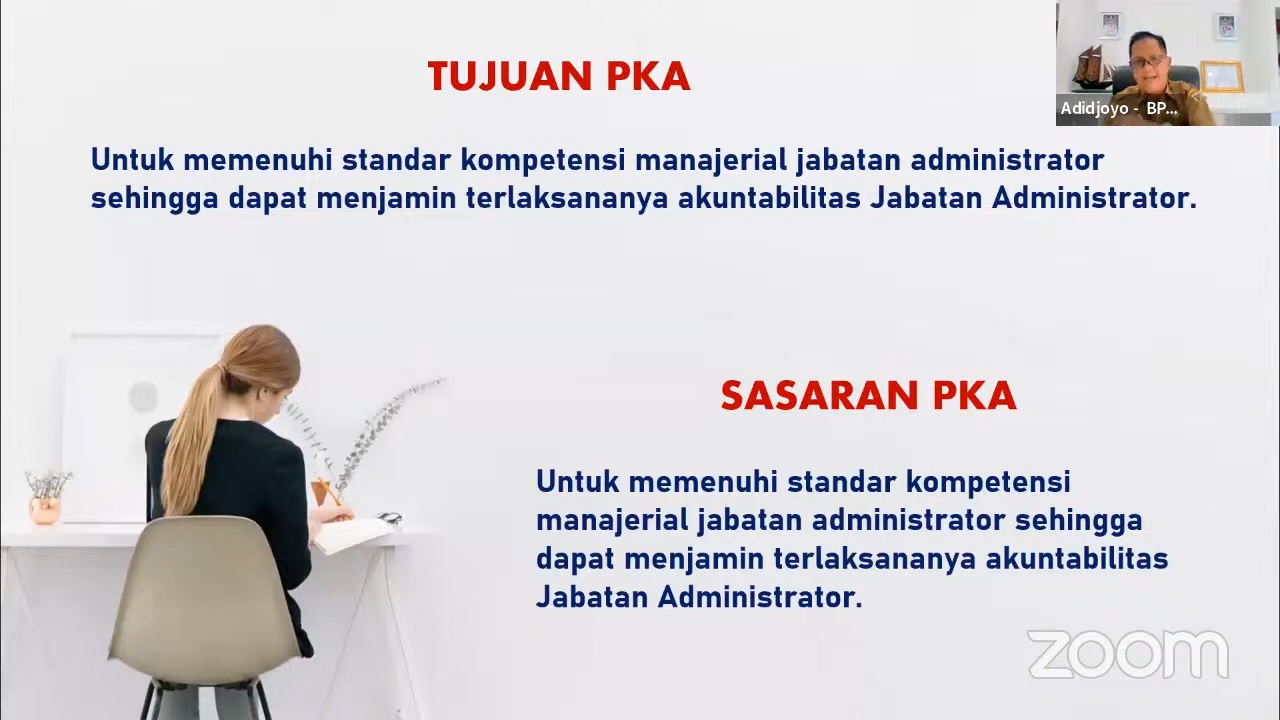 TUJUAN PKA
Adidjoyo - BP...
Untuk memenuhi standar kompetensi manajerial jabatan administrator
sehingga dapat menjamin terlaksananya akuntabilitas Jabatan Administrator.
SASARAN PKA
Untuk memenuhi standar kompetensi
manajerial jabatan administrator sehingga
dapat menjamin terlaksananya akuntabilitas
Jabatan Administrator.
zoom